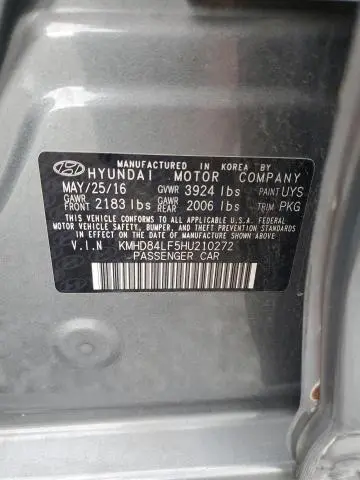 MANUFACTURED IN KOREA BY
HYUNDAI MOTOR COMPANY
MAY/25/16 GVWR 3924 lbs PAINT UYS
GAWR FRONT 2183 lbs GAWR REAR 2006 lbs TRIM PKG
THIS VEHICLE CONFORMS TO ALL APPLICABLE U.S.A. FEDERAL
MOTOR VEHICLE SAFETY, BUMPER, AND THEFT PREVENTION STANDARDS
IN EFFECT ON THE DATE OF MANUFACTURE SHOWN ABOVE.
V.I.N KMHD84LF5HU210272
PASSENGER CAR